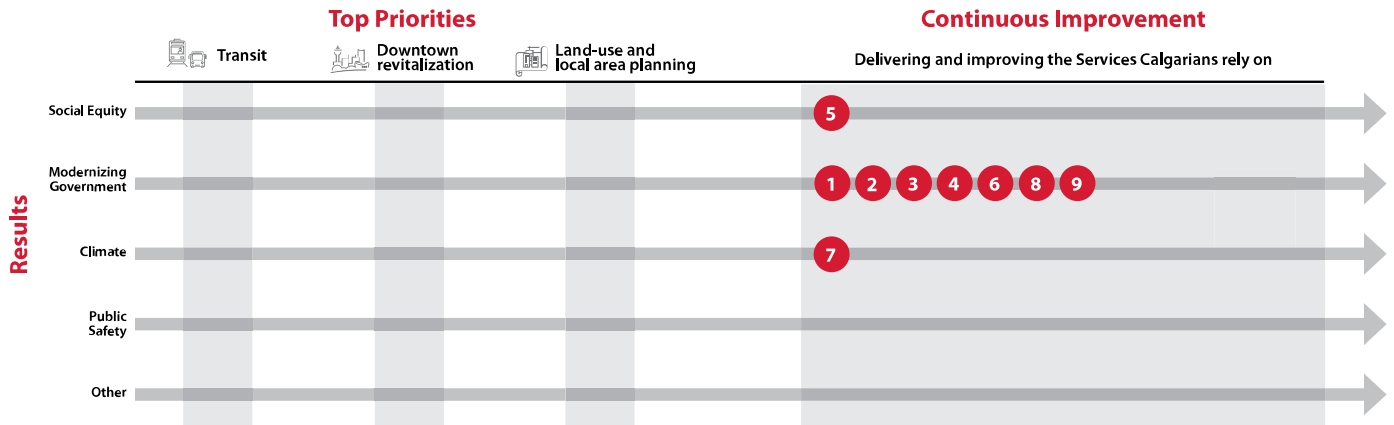 Top Priorities
Continuous Improvement
Transit
Downtown
revitalization
Land-use and
local area planning
Delivering and improving the Services Calgarians rely on
Results
Social Equity
5
Modernizing
Government
1 2 3 4 6 8 9
Climate
7
Public
Safety
Other